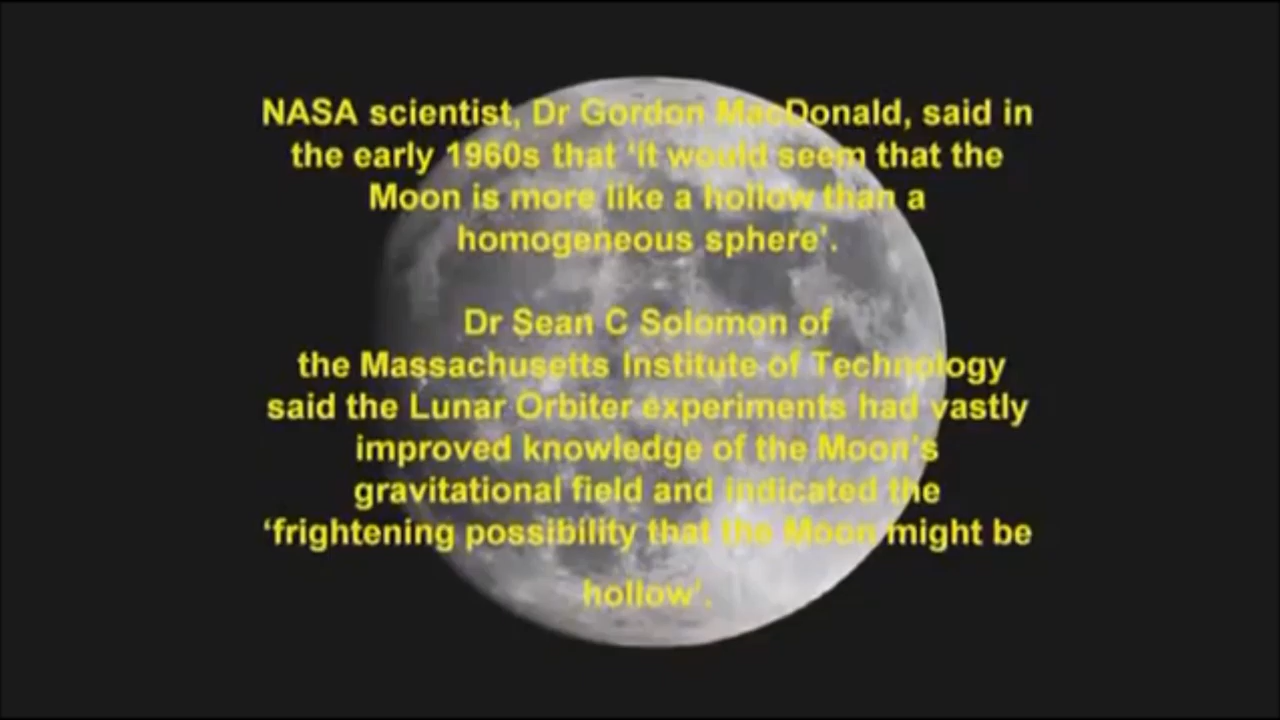 NASA scientist, Dr Gordon MacDonald, said in
the early 1960s that ‘it would seem that the
Moon is more like a hollow than a
homogeneous sphere’.
Dr Sean C Solomon of
the Massachusetts Institute of Technology
said the Lunar Orbiter experiments had vastly
improved knowledge of the Moon’s
gravitational field and indicated the
‘frightening possibility that the Moon might be
hollow’.